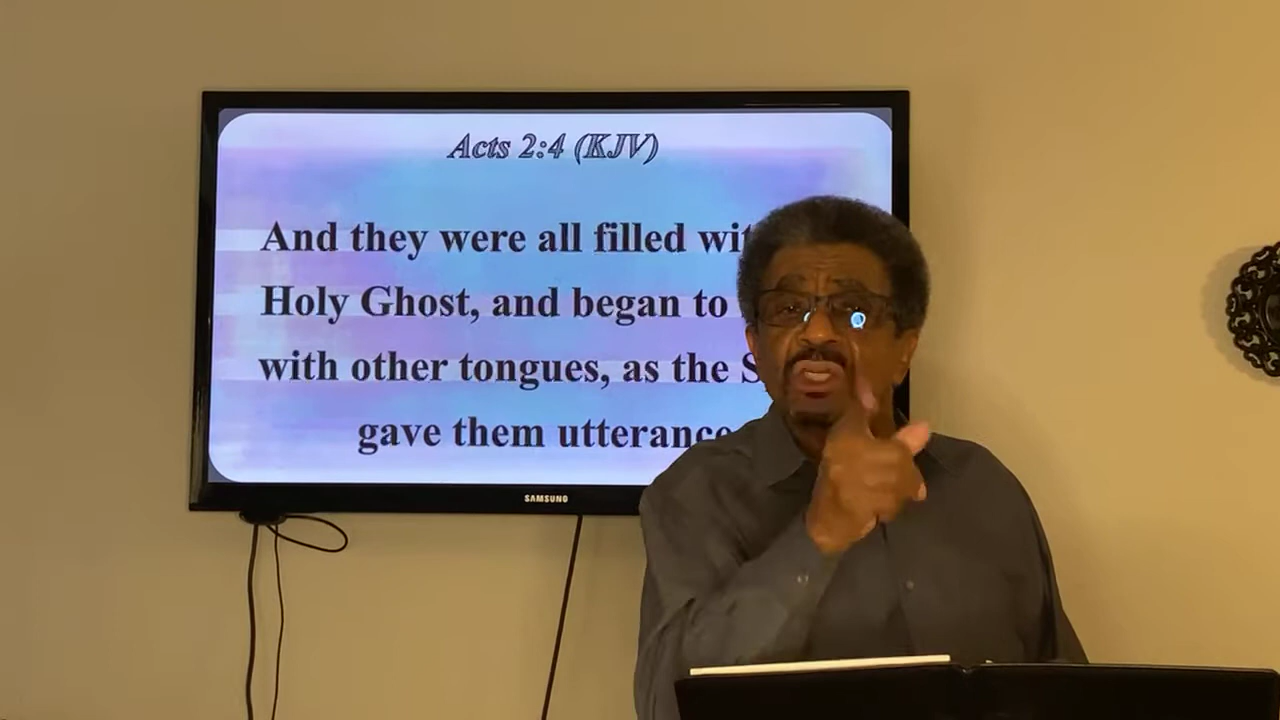 Acts 2:4 (KJV)
And they were all filled
Holy Ghost, and began to
with other tongues, as the
gave them utterance
SAMSUNG